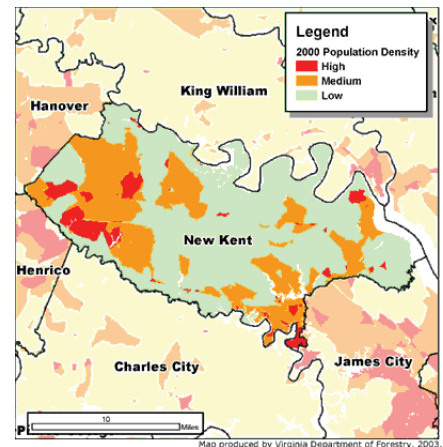 Legend
2000 Population Density
High
Medium
Low
King William
Hanover
New Kent
Henrico
Charles City
James City
10
Miles
Map produced by Virginia Department of Forestry, 2003